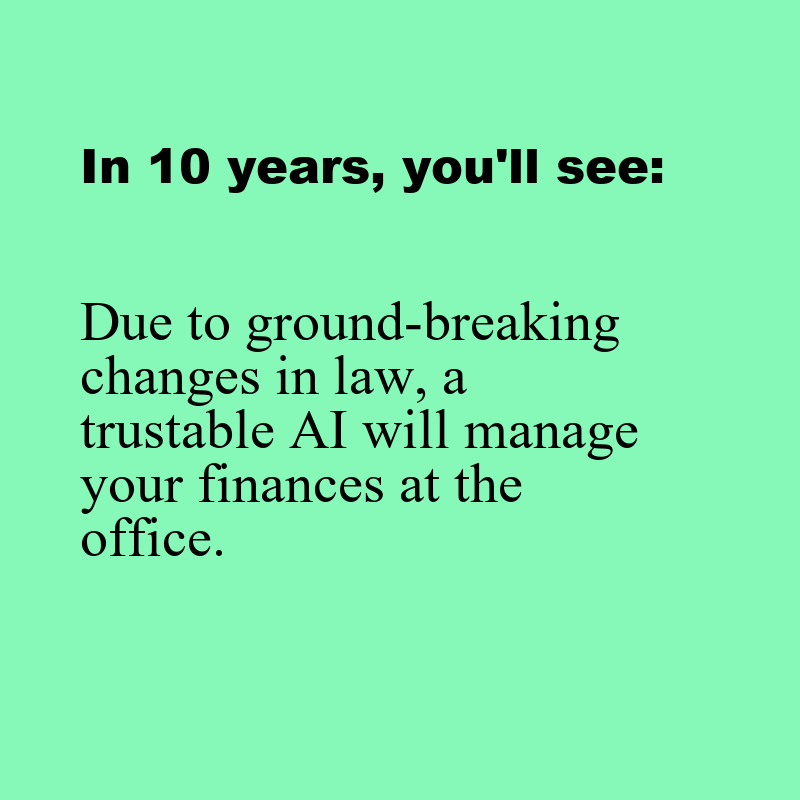 In 10 years, you'll see:
Due to ground-breaking
changes in law, a
trustable AI will manage
your finances at the
office.